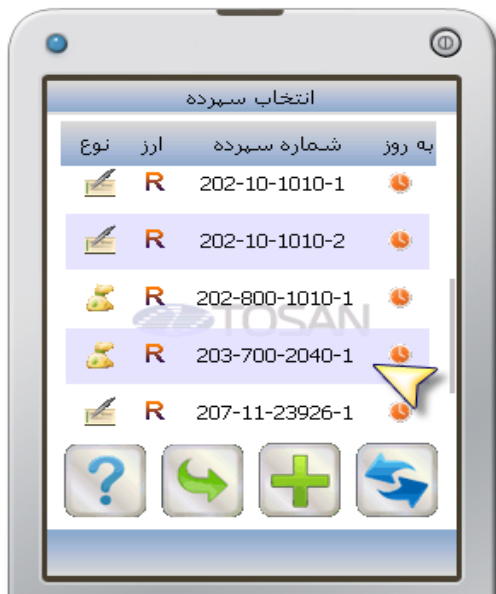 انتخاب سپرده
به روز شماره سپرده ارز نوع
R 202-10-1010-1
R 202-10-1010-2
R 202-800-1010-1
TOSAN
R 203-700-2040-1
R 207-11-23926-1
?